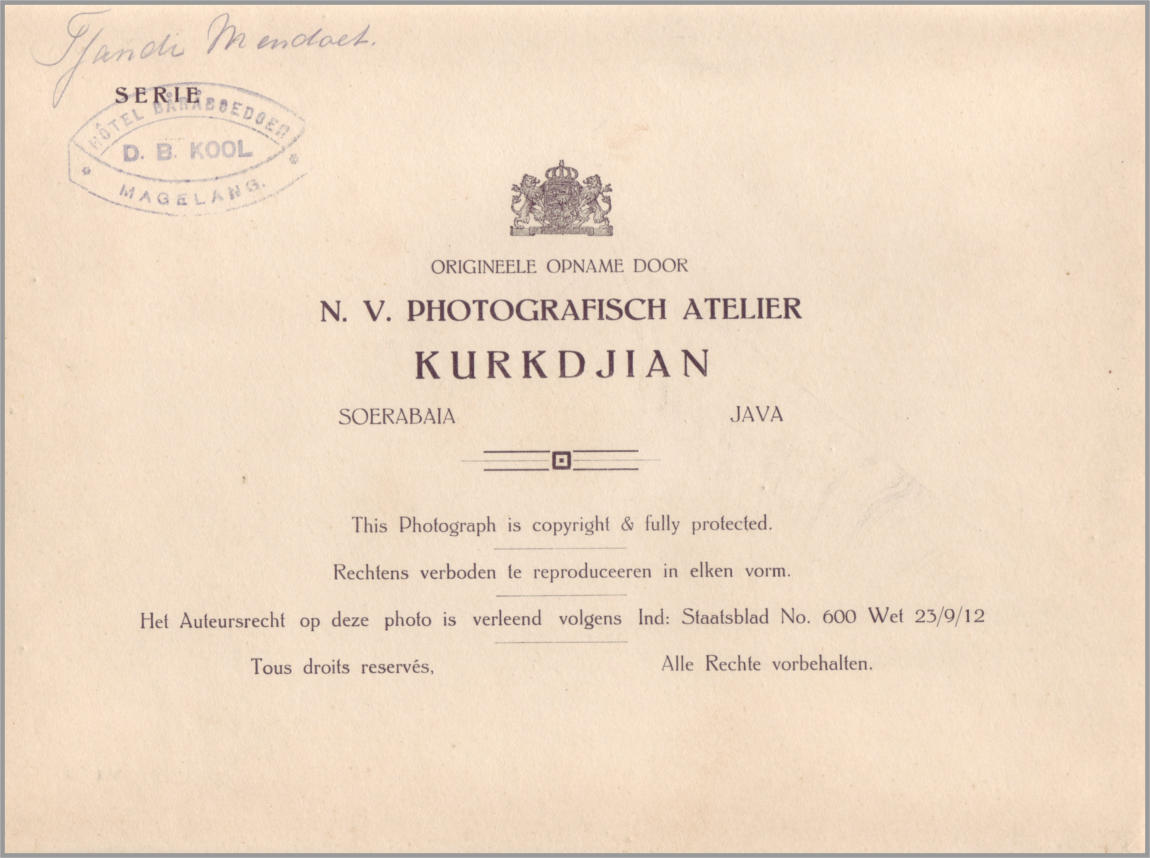 Tjandi Mendoet.
SERIE
HÔTEL BÅRÅBOEDOER
D. B. KOOL
MAGELANG.
ORIGINEELE OPNAME DOOR
N. V. PHOTOGRAFISCH ATELIER
KURKDJIAN
SOERABAIA JAVA
This Photograph is copyright & fully protected.
Rechtens verboden te reproduceeren in elken vorm.
Het Auteursrecht op deze photo is verleend volgens Ind: Staatsblad No. 600 Wet 23/9/12
Tous droits reservés, Alle Rechte vorbehalten.